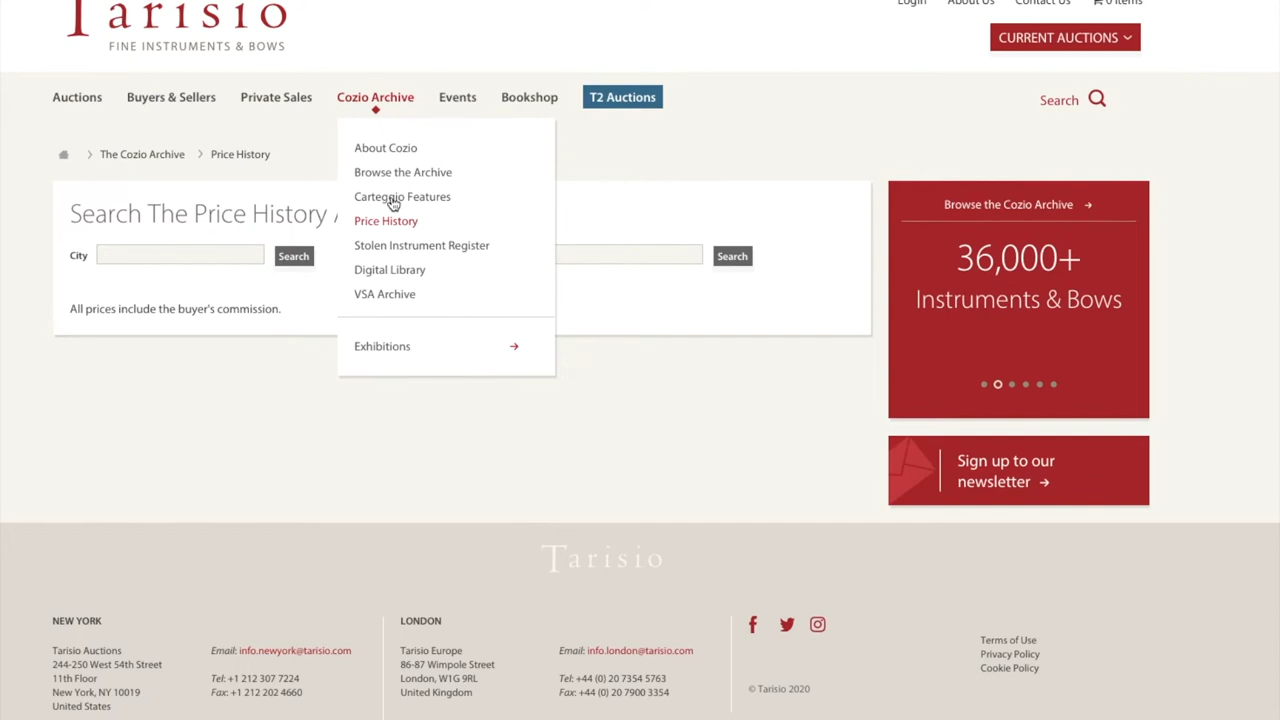 Tarisio
FINE INSTRUMENTS & BOWS
Login About Us Contact Us 0 items
CURRENT AUCTIONS
Auctions Buyers & Sellers Private Sales Cozio Archive Events Bookshop T2 Auctions
Search
The Cozio Archive Price History
About Cozio
Browse the Archive
Carteggio Features
Price History
Stolen Instrument Register
Digital Library
VSA Archive
Exhibitions
Search The Price History
City Search Search
All prices include the buyer's commission.
Browse the Cozio Archive
36,000+
Instruments & Bows
Sign up to our
newsletter
Tarisio
NEW YORK
Tarisio Auctions
244-250 West 54th Street
11th Floor
New York, NY 10019
United States
Email: info.newyork@tarisio.com
Tel: +1 212 307 7224
Fax: +1 212 202 4660
LONDON
Tarisio Europe
86-87 Wimpole Street
London, W1G 9RL
United Kingdom
Email: info.london@tarisio.com
Tel: +44 (0) 20 7354 5763
Fax: +44 (0) 20 7900 3354
© Tarisio 2020
Terms of Use
Privacy Policy
Cookie Policy